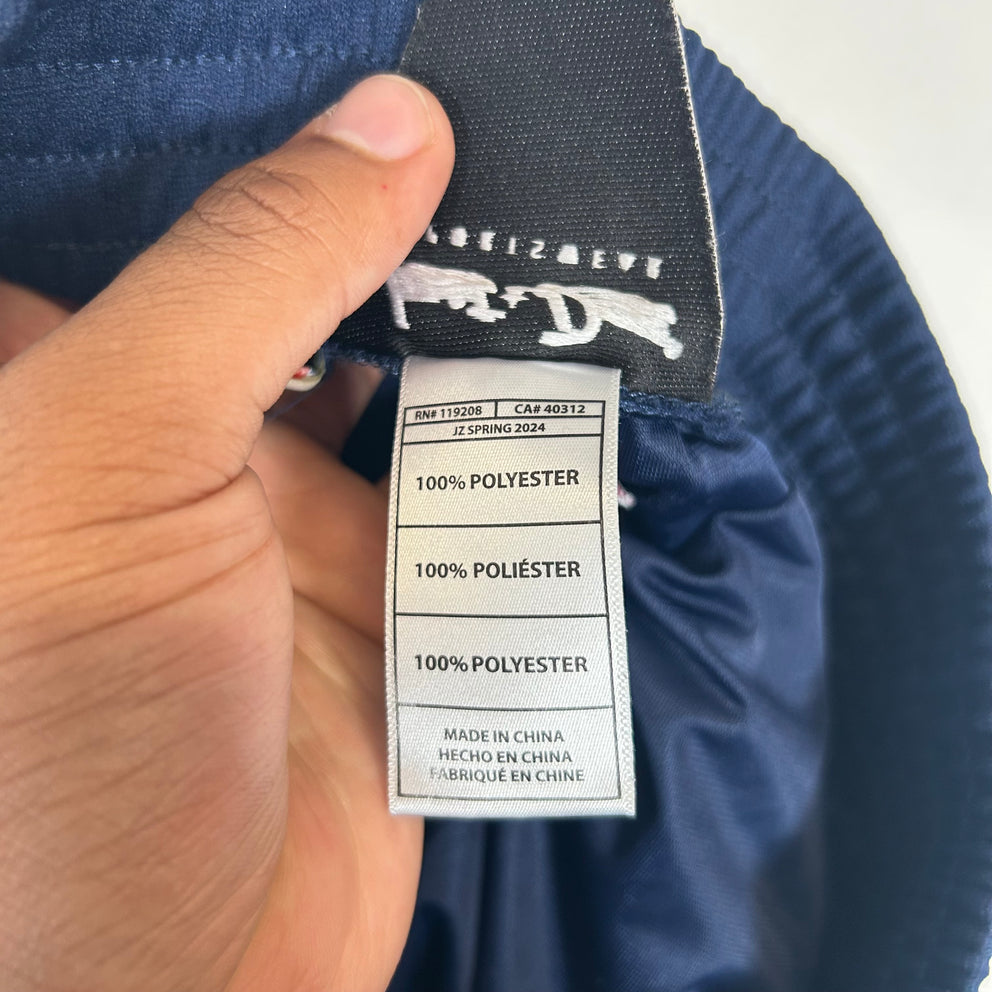 RN# 119208 CA# 40312
JZ SPRING 2024
100% POLYESTER
100% POLIÉSTER
100% POLYESTER
MADE IN CHINA
HECHO EN CHINA
FABRIQUÉ EN CHINE